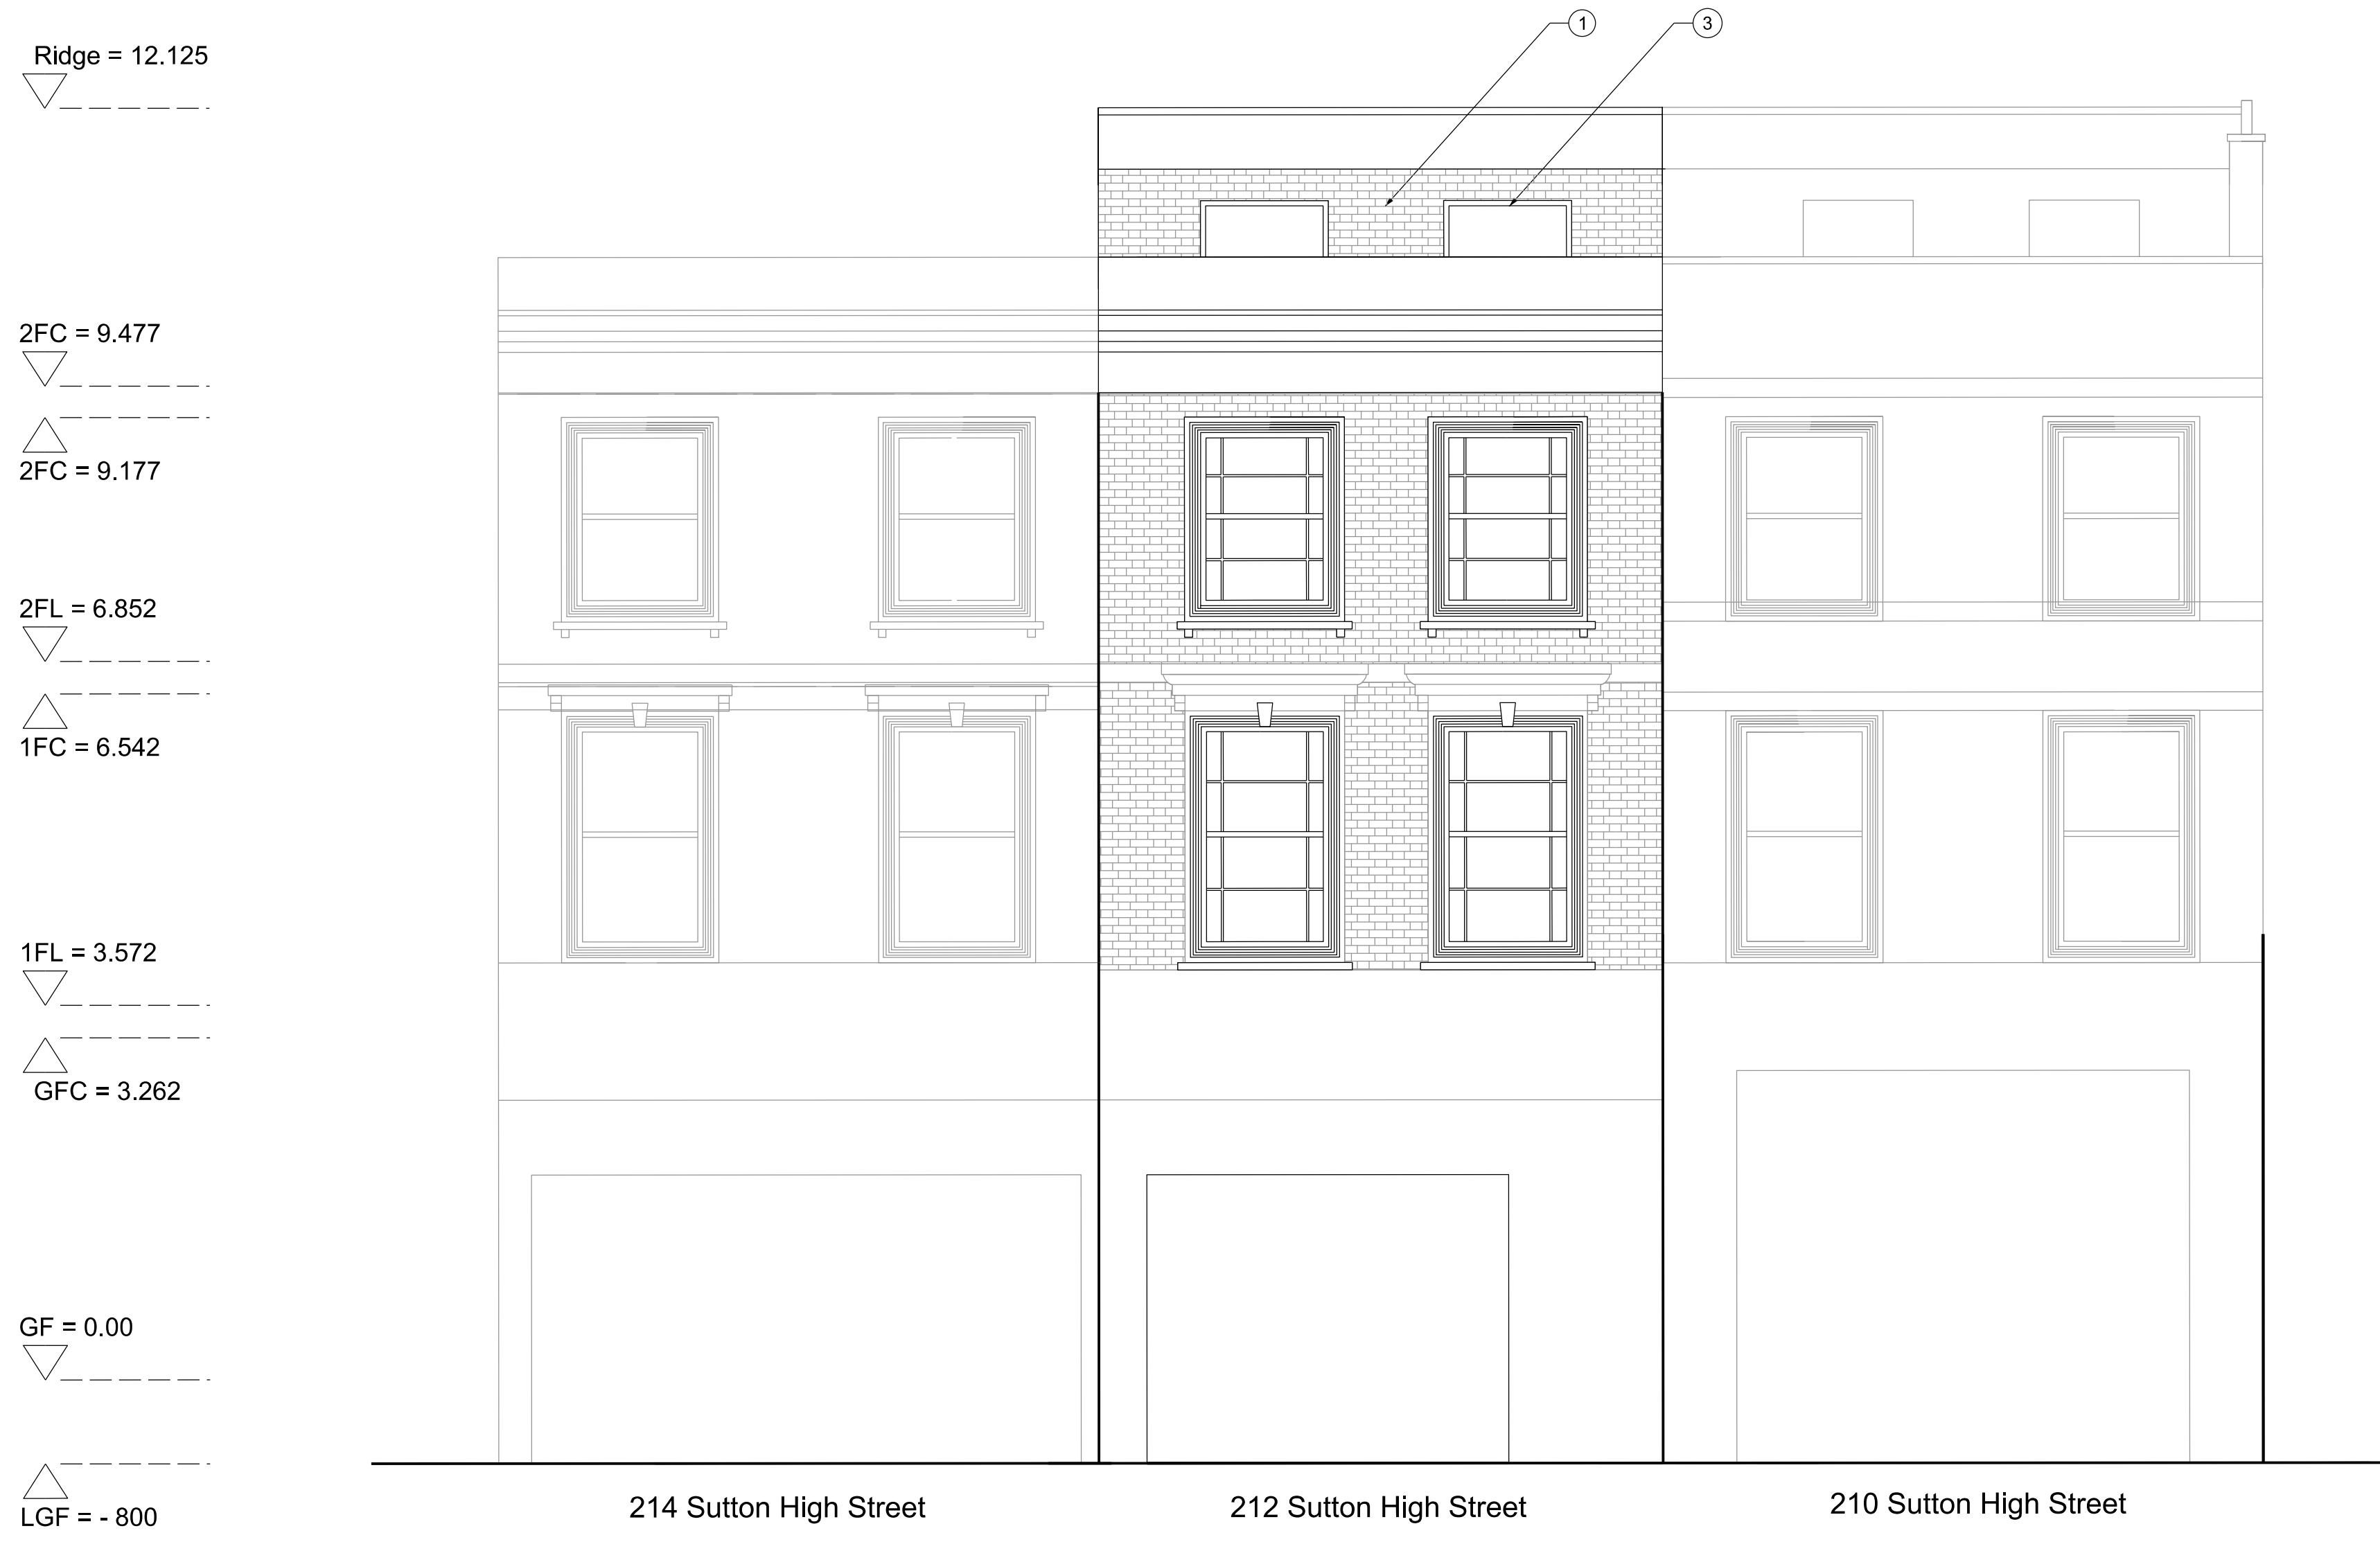 1
3
Ridge = 12.125
2FC = 9.477
2FC = 9.177
2FL = 6.852
1FC = 6.542
1FL = 3.572
GFC = 3.262
GF = 0.00
LGF = - 800
214 Sutton High Street
212 Sutton High Street
210 Sutton High Street